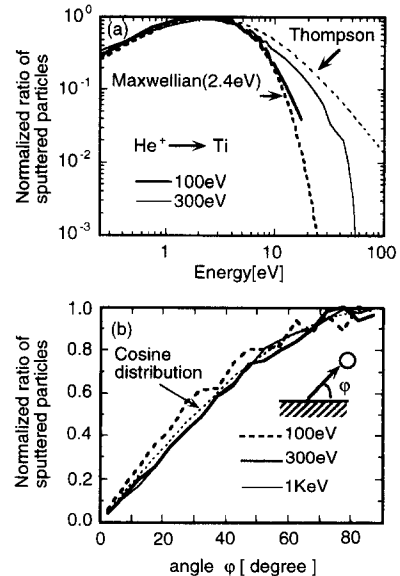 (a)
Thompson
Maxwellian(2.4eV)
He⁺ → Ti
100eV
300eV
10⁰
10⁻¹
10⁻²
10⁻³
Normalized ratio of
sputtered particles
1
10
100
Energy[eV]
(b)
Cosine
distribution
φ
100eV
300eV
1KeV
1.0
0.8
0.6
0.4
0.2
0.0
Normalized ratio of
sputtered particles
0
20
40
60
80
angle φ [ degree ]